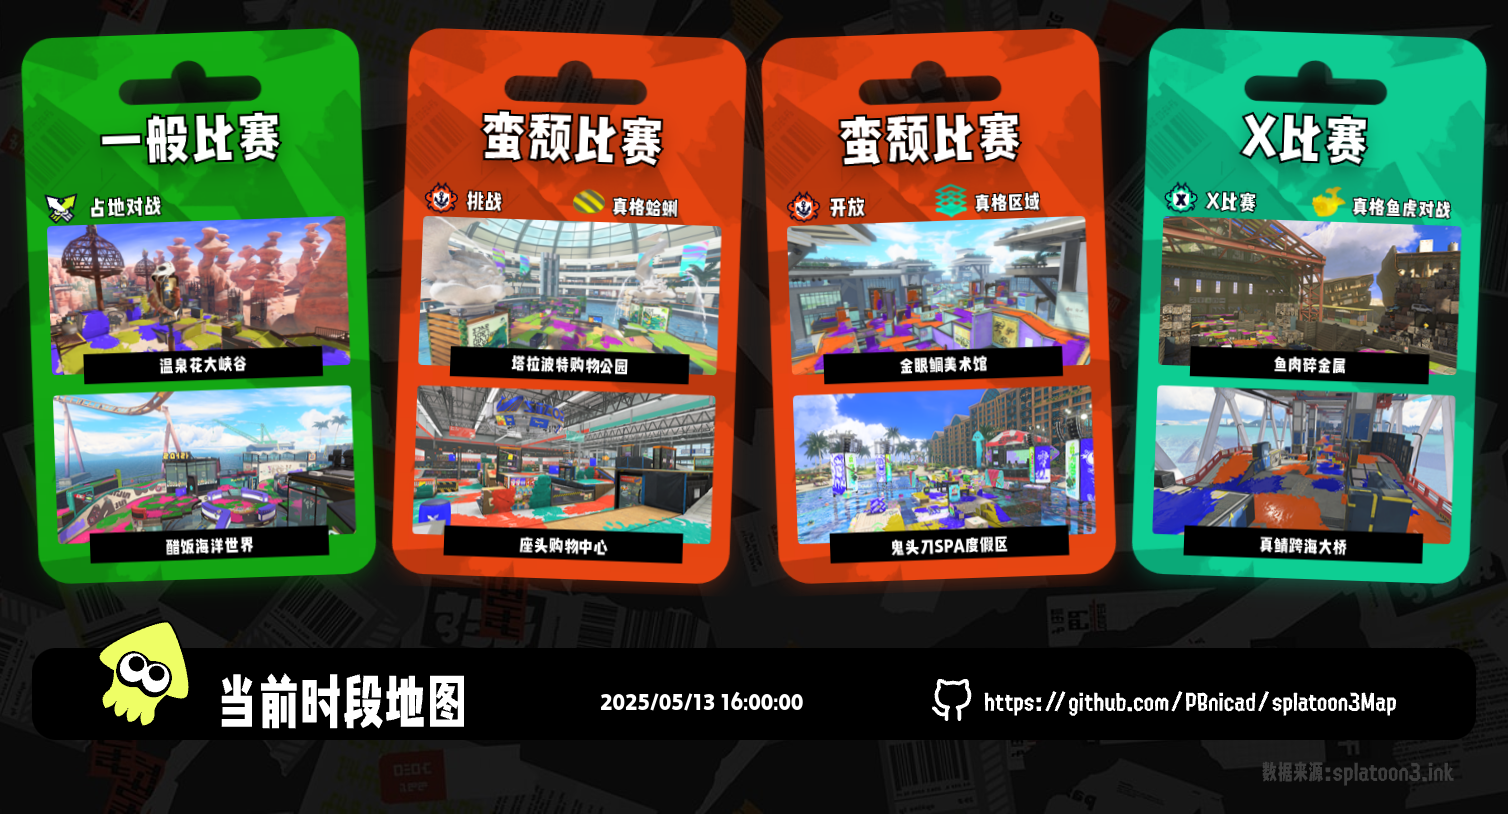 一般比赛
占地对战
温泉花大峡谷
醋饭海洋世界
蛮颓比赛
挑战
真格蛤蜊
塔拉波特购物公园
座头购物中心
蛮颓比赛
开放
真格区域
金眼鲷美术馆
鬼头刀SPA度假区
X比赛
X比赛
真格鱼虎对战
鱼肉碎金属
真鲭跨海大桥
当前时段地图
2025/05/13 16:00:00
https://github.com/PBnicad/splatoon3Map
数据来源:splatoon3.ink